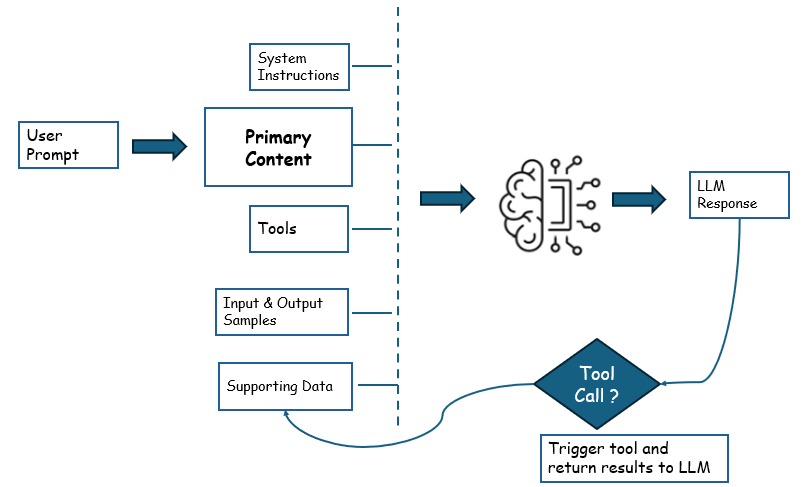 System
Instructions
User
Prompt
Primary
Content
LLM
Response
Tools
Input & Output
Samples
Supporting Data
Tool
Call ?
Trigger tool and
return results to LLM